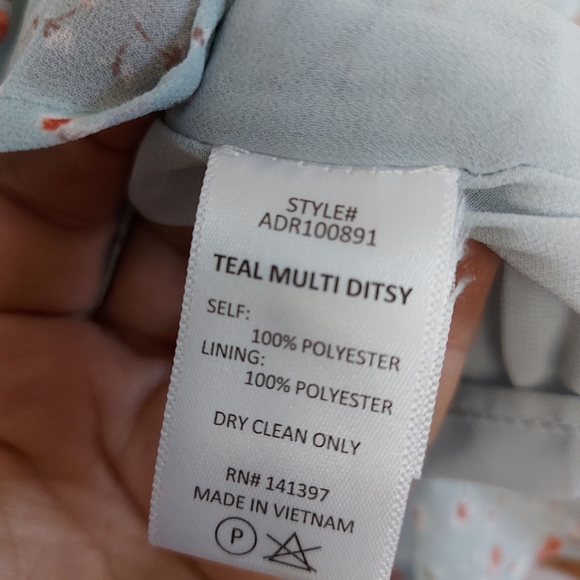 STYLE#
ADR100891
TEAL MULTI DITSY
SELF:
100% POLYESTER
LINING:
100% POLYESTER
DRY CLEAN ONLY
RN# 141397
MADE IN VIETNAM
P